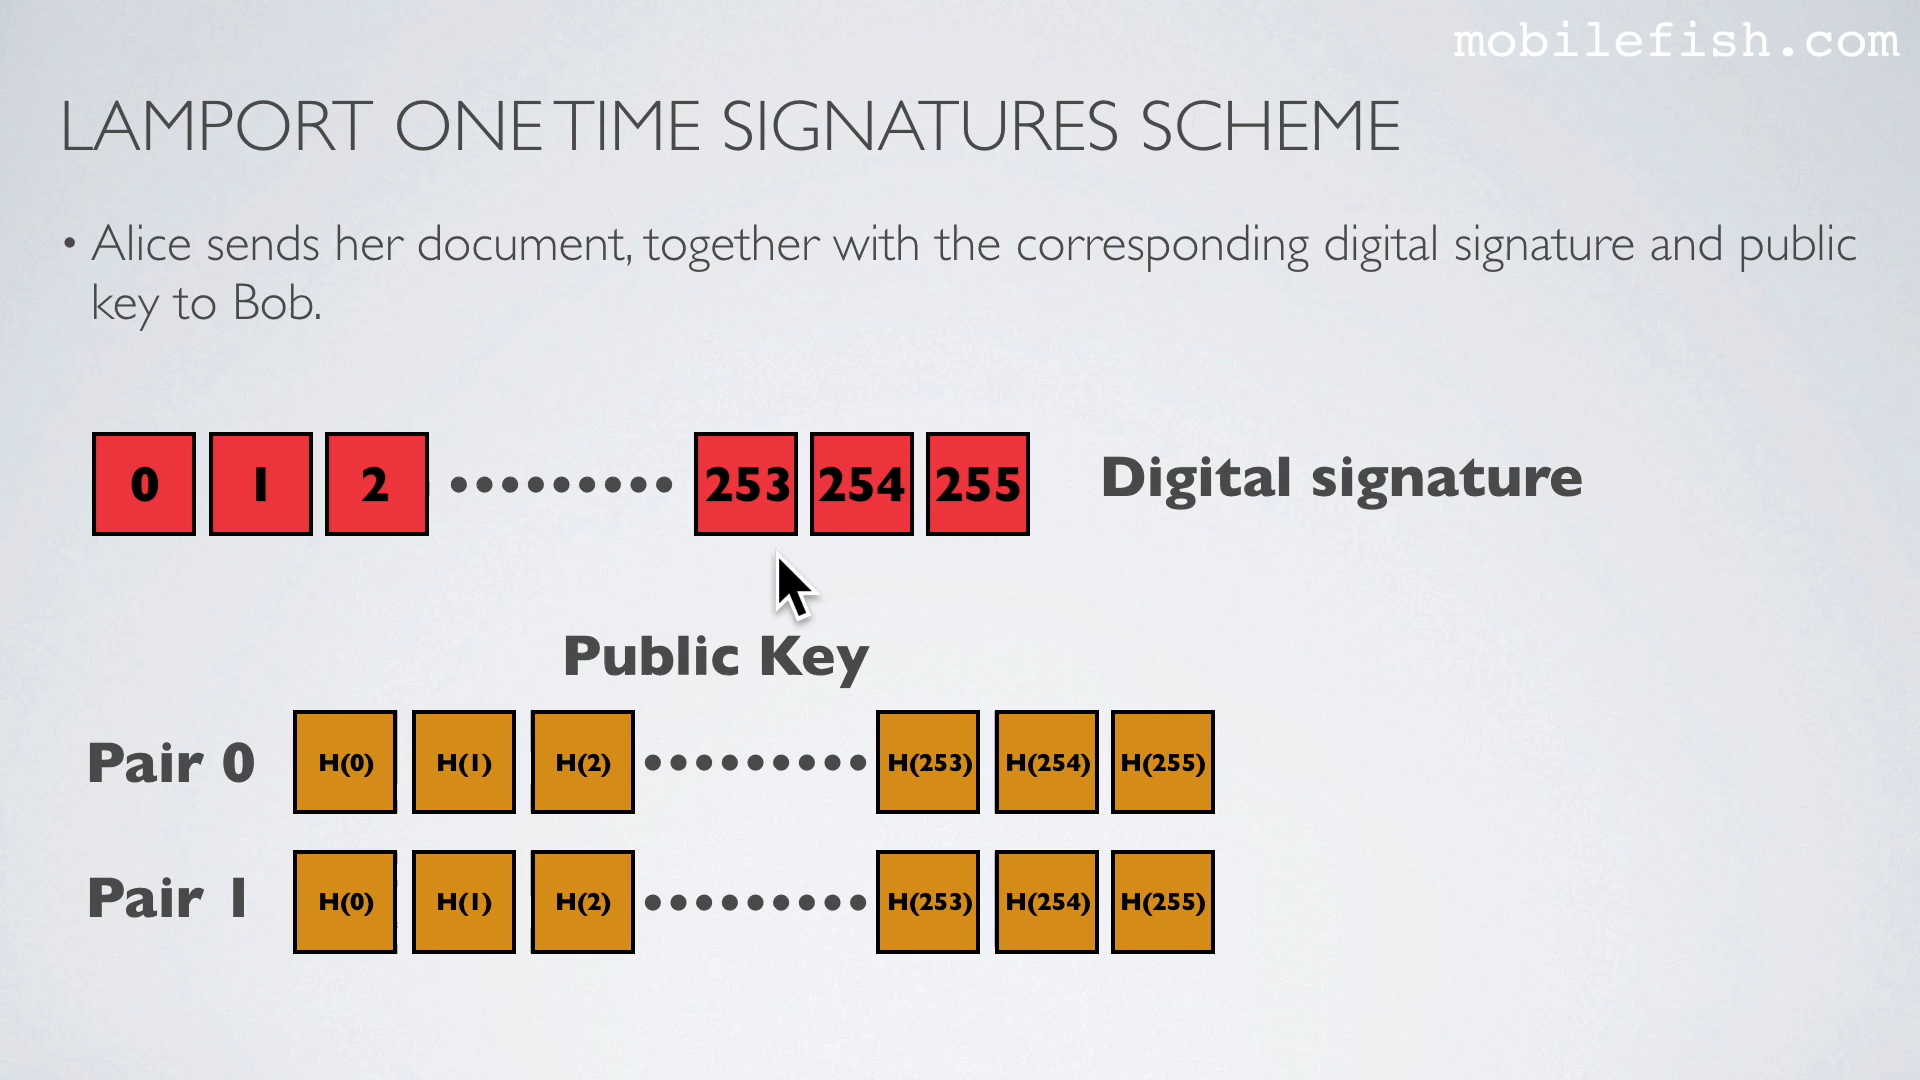 mobilefish.com
LAMPORT ONE TIME SIGNATURES SCHEME
• Alice sends her document, together with the corresponding digital signature and public
key to Bob.
0 1 2 ......... 253 254 255 Digital signature
Public Key
Pair 0 H(0) H(1) H(2) ......... H(253) H(254) H(255)
Pair 1 H(0) H(1) H(2) ......... H(253) H(254) H(255)